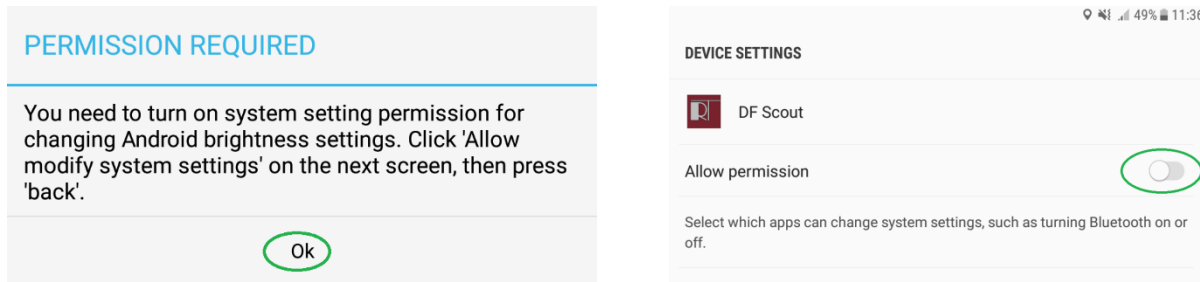 PERMISSION REQUIRED
You need to turn on system setting permission for
changing Android brightness settings. Click 'Allow
modify system settings' on the next screen, then press
'back'.
Ok
49% 11:36
DEVICE SETTINGS
DF Scout
Allow permission
Select which apps can change system settings, such as turning Bluetooth on or
off.